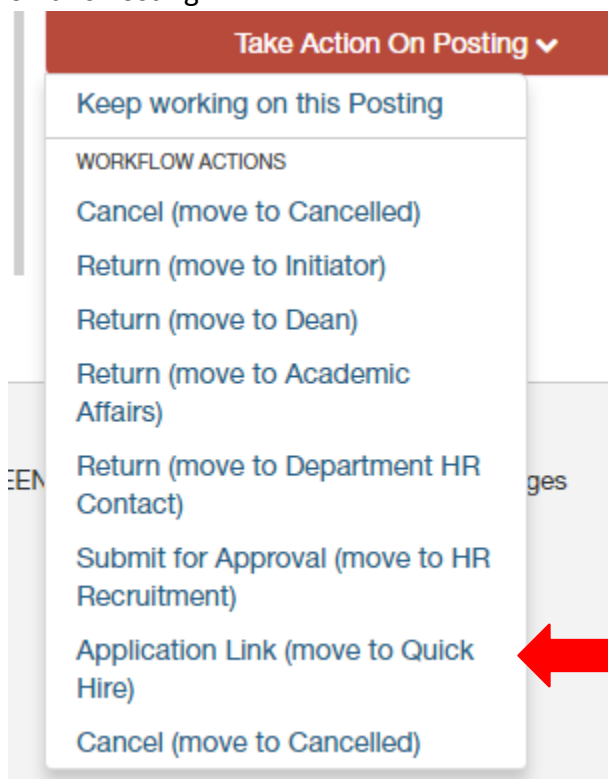 Take Action On Posting
Keep working on this Posting
WORKFLOW ACTIONS
Cancel (move to Cancelled)
Return (move to Initiator)
Return (move to Dean)
Return (move to Academic
Affairs)
Return (move to Department HR
Contact)
Submit for Approval (move to HR
Recruitment)
Application Link (move to Quick
Hire)
Cancel (move to Cancelled)
EEN
ges